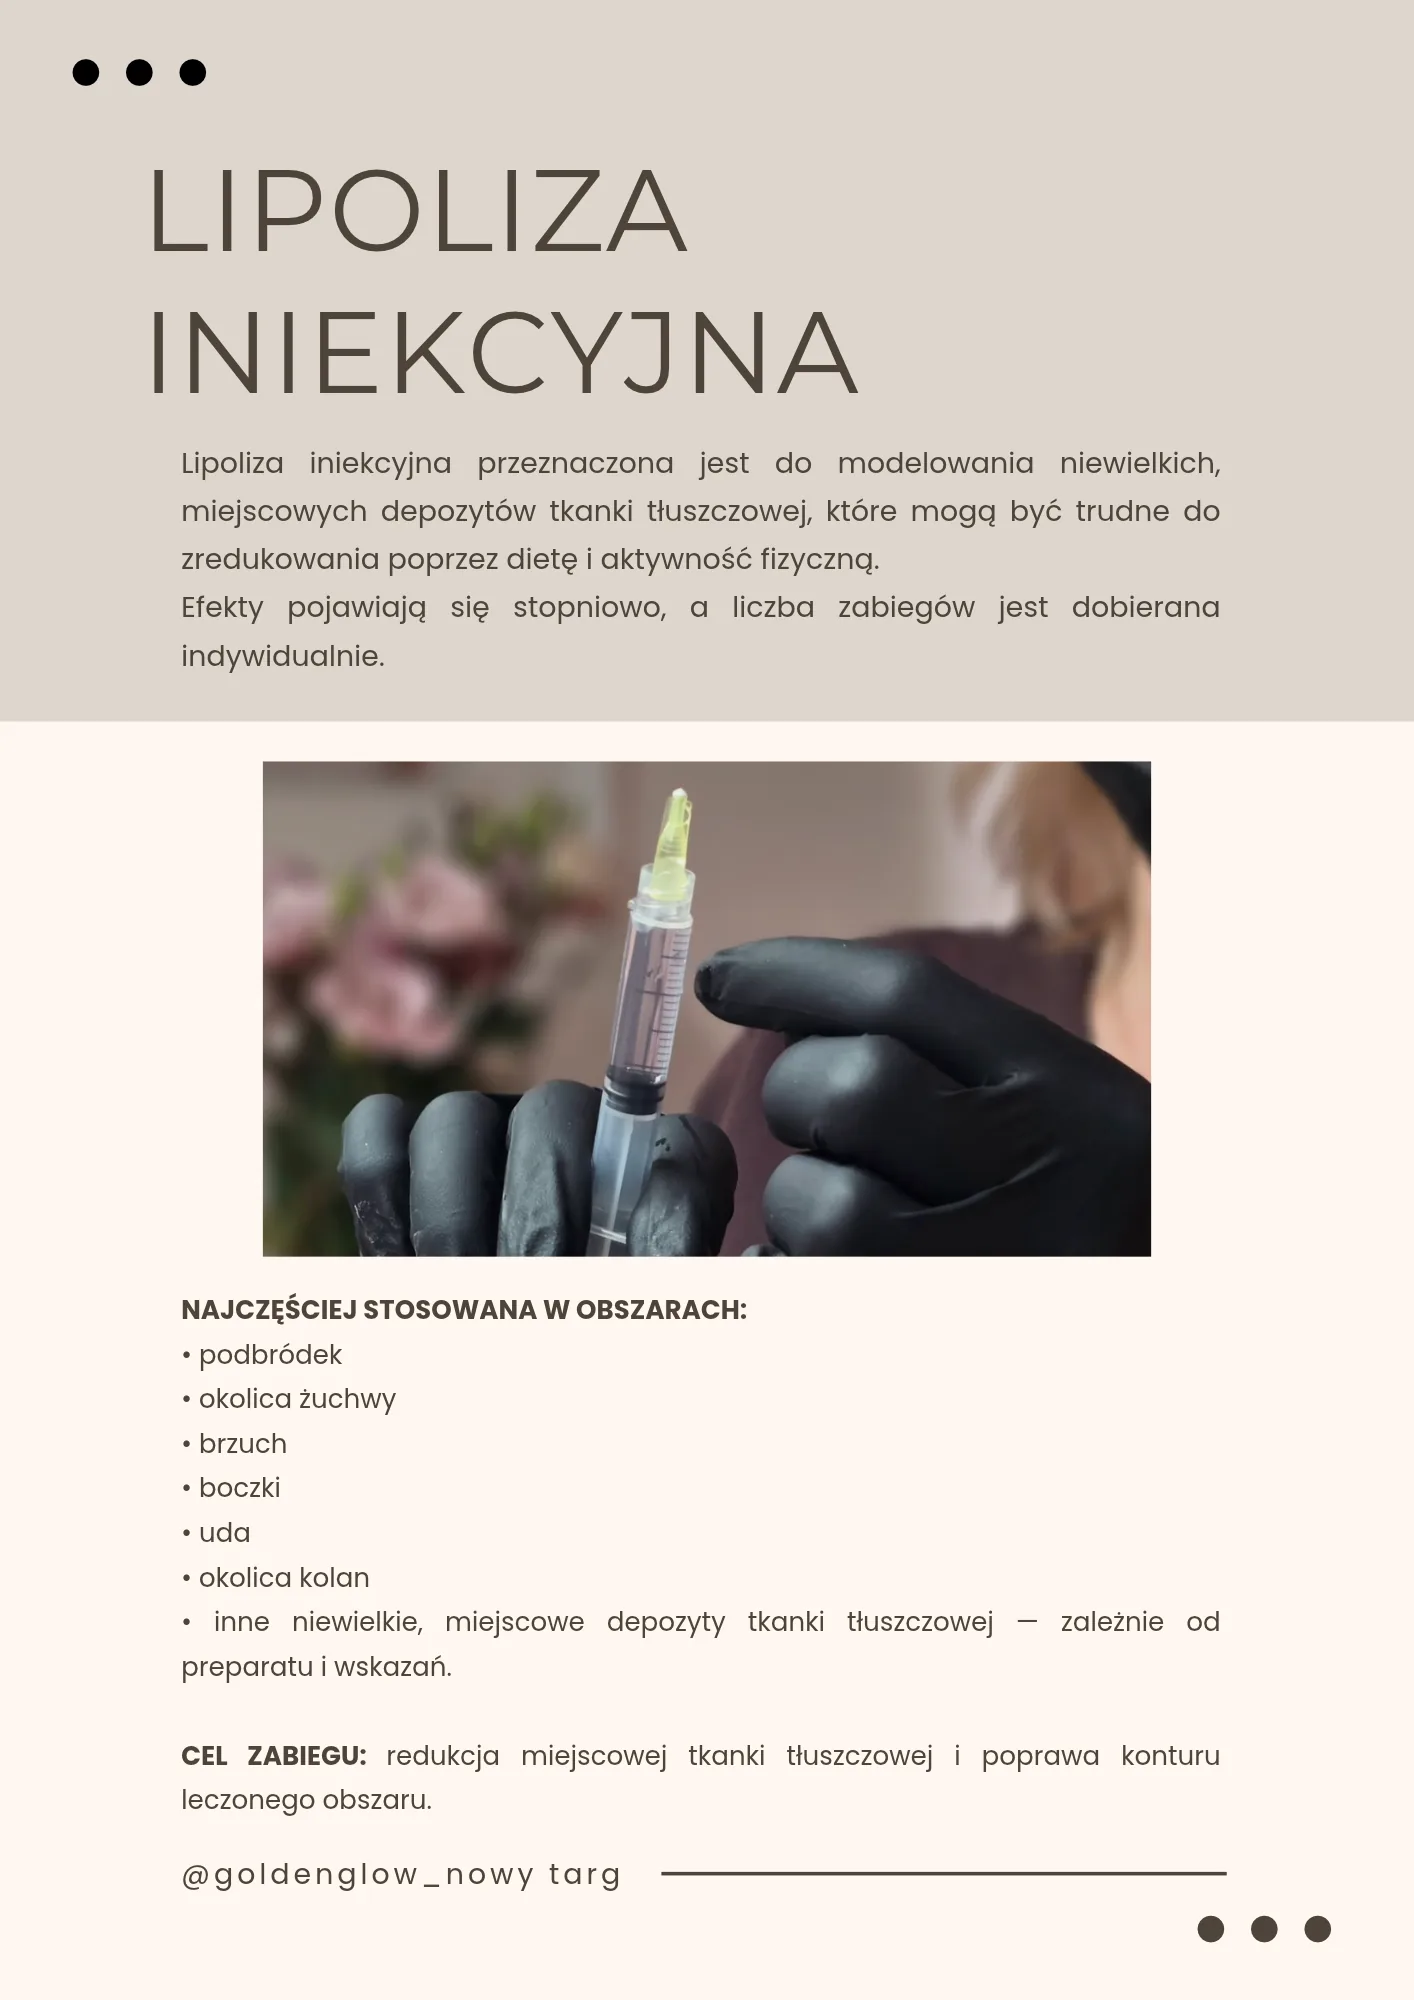 LIPOLIZA
INIEKCYJNA
Lipoliza iniekcyjna przeznaczona jest do modelowania niewielkich,
miejscowych depozytów tkanki tłuszczowej, które mogą być trudne do
zredukowania poprzez dietę i aktywność fizyczną.
Efekty pojawiają się stopniowo, a liczba zabiegów jest dobierana
indywidualnie.
NAJCZĘŚCIEJ STOSOWANA W OBSZARACH:
• podbródek
• okolica żuchwy
• brzuch
• boczki
• uda
• okolica kolan
• inne niewielkie, miejscowe depozyty tkanki tłuszczowej — zależnie od
preparatu i wskazań.
CEL ZABIEGU: redukcja miejscowej tkanki tłuszczowej i poprawa konturu
leczonego obszaru.
@goldenglow_nowy targ